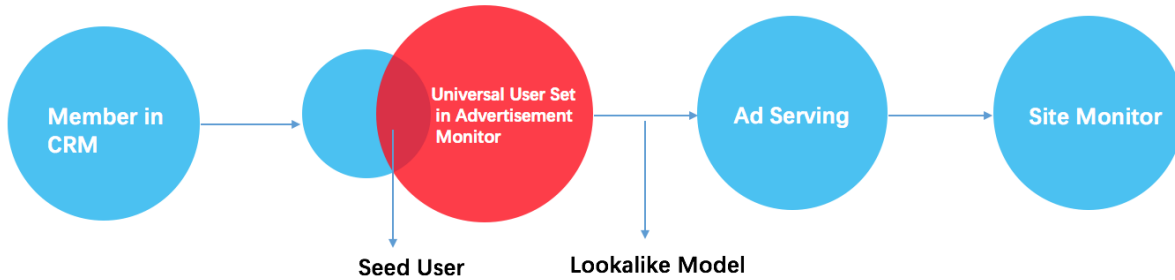 Member in
CRM
Universal User Set
in Advertisement
Monitor
Ad Serving
Site Monitor
Seed User
Lookalike Model